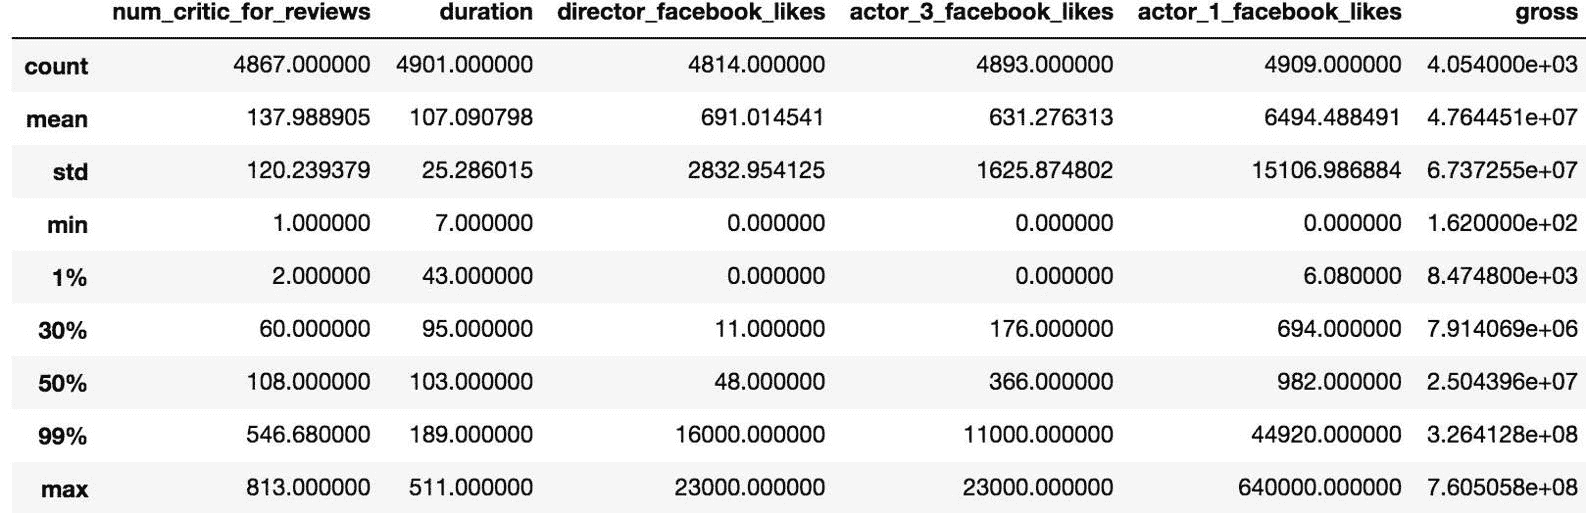 num_critic_for_reviews duration director_facebook_likes actor_3_facebook_likes actor_1_facebook_likes gross
count 4867.000000 4901.000000 4814.000000 4893.000000 4909.000000 4.054000e+03
mean 137.988905 107.090798 691.014541 631.276313 6494.488491 4.764451e+07
std 120.239379 25.286015 2832.954125 1625.874802 15106.986884 6.737255e+07
min 1.000000 7.000000 0.000000 0.000000 0.000000 1.620000e+02
1% 2.000000 43.000000 0.000000 0.000000 6.080000 8.474800e+03
30% 60.000000 95.000000 11.000000 176.000000 694.000000 7.914069e+06
50% 108.000000 103.000000 48.000000 366.000000 982.000000 2.504396e+07
99% 546.680000 189.000000 16000.000000 11000.000000 44920.000000 3.264128e+08
max 813.000000 511.000000 23000.000000 23000.000000 640000.000000 7.605058e+08